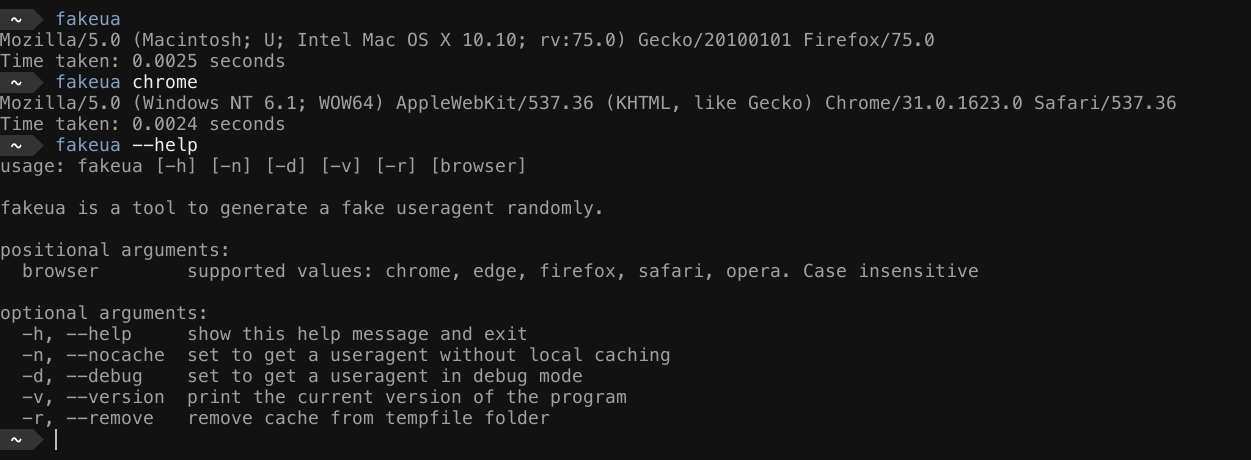 ~ fakeua
Mozilla/5.0 (Macintosh; U; Intel Mac OS X 10.10; rv:75.0) Gecko/20100101 Firefox/75.0
Time taken: 0.0025 seconds
~ fakeua chrome
Mozilla/5.0 (Windows NT 6.1; WOW64) AppleWebKit/537.36 (KHTML, like Gecko) Chrome/31.0.1623.0 Safari/537.36
Time taken: 0.0024 seconds
~ fakeua --help
usage: fakeua [-h] [-n] [-d] [-v] [-r] [browser]
fakeua is a tool to generate a fake useragent randomly.
positional arguments:
browser supported values: chrome, edge, firefox, safari, opera. Case insensitive
optional arguments:
-h, --help show this help message and exit
-n, --nocache set to get a useragent without local caching
-d, --debug set to get a useragent in debug mode
-v, --version print the current version of the program
-r, --remove remove cache from tempfile folder
~